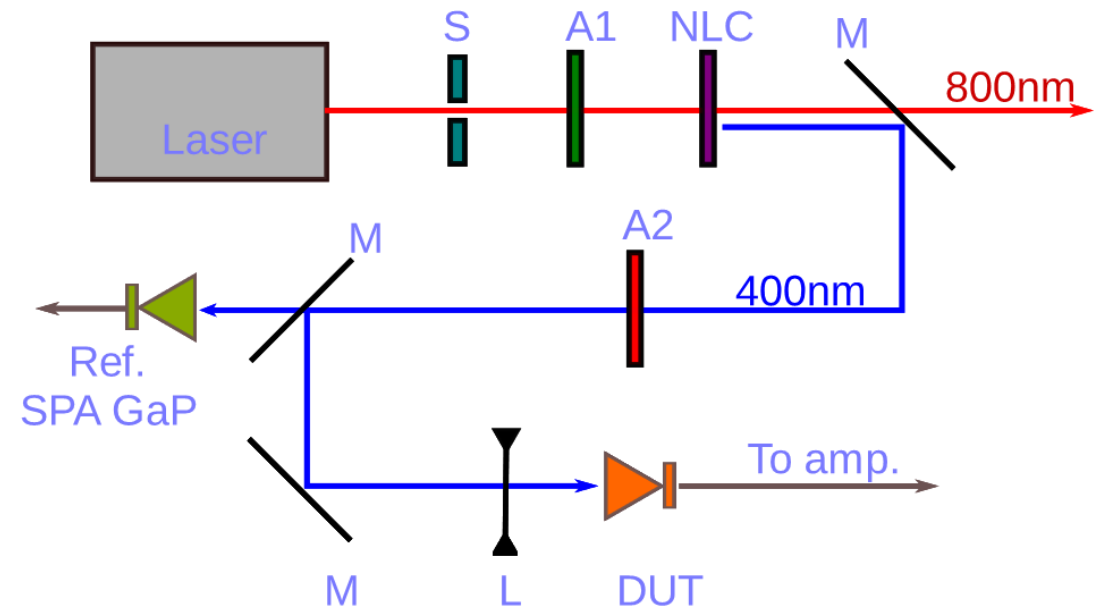 S
A1
NLC
M
800nm
Laser
M
A2
400nm
Ref.
SPA GaP
To amp.
M
L
DUT